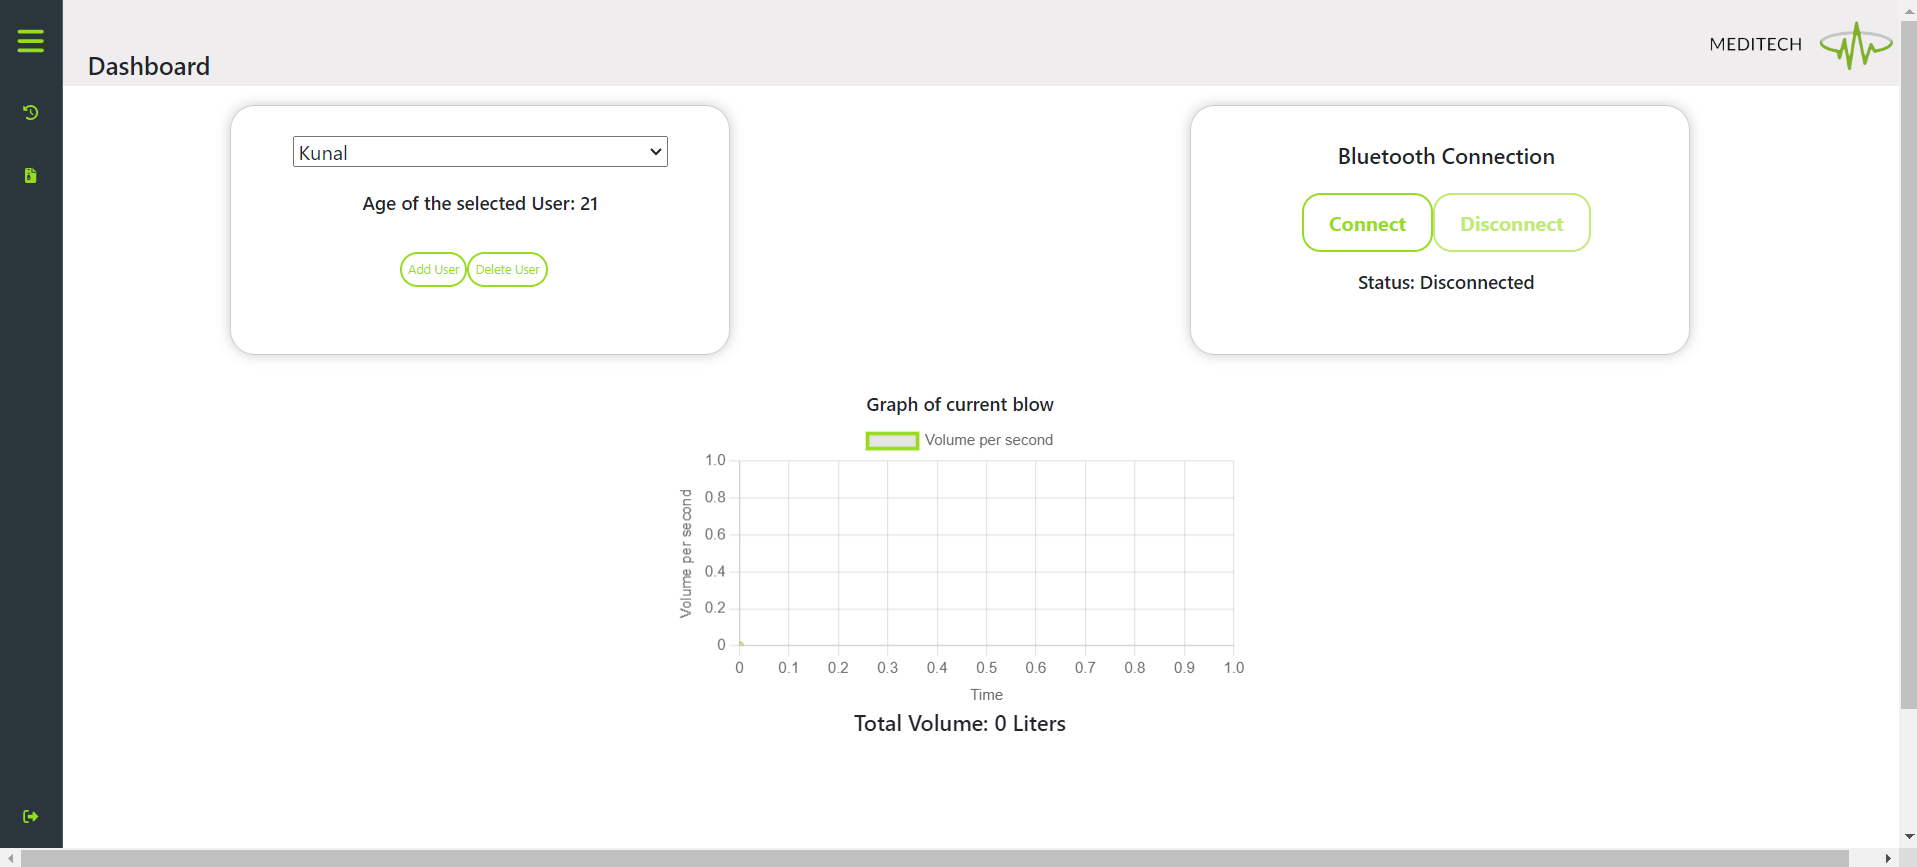 Dashboard
MEDITECH
Kunal
Age of the selected User: 21
Add User
Delete User
Bluetooth Connection
Connect
Disconnect
Status: Disconnected
Graph of current blow
Volume per second
Volume per second
1.0
0.8
0.6
0.4
0.2
0
0 0.1 0.2 0.3 0.4 0.5 0.6 0.7 0.8 0.9 1.0
Time
Total Volume: 0 Liters